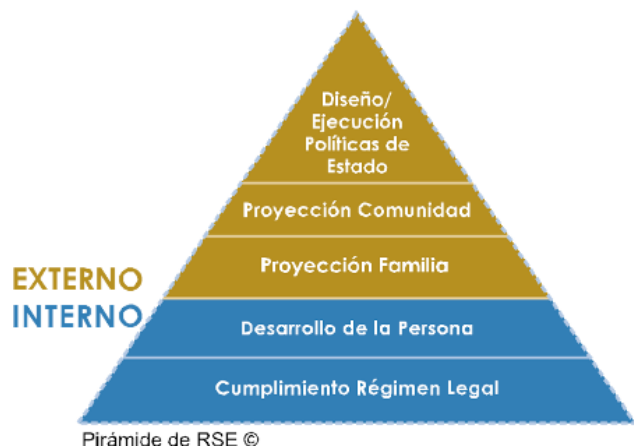 Diseño/
Ejecución
Políticas de
Estado
Proyección Comunidad
Proyección Familia
EXTERNO
INTERNO
Desarrollo de la Persona
Cumplimiento Régimen Legal
Pirámide de RSE ©